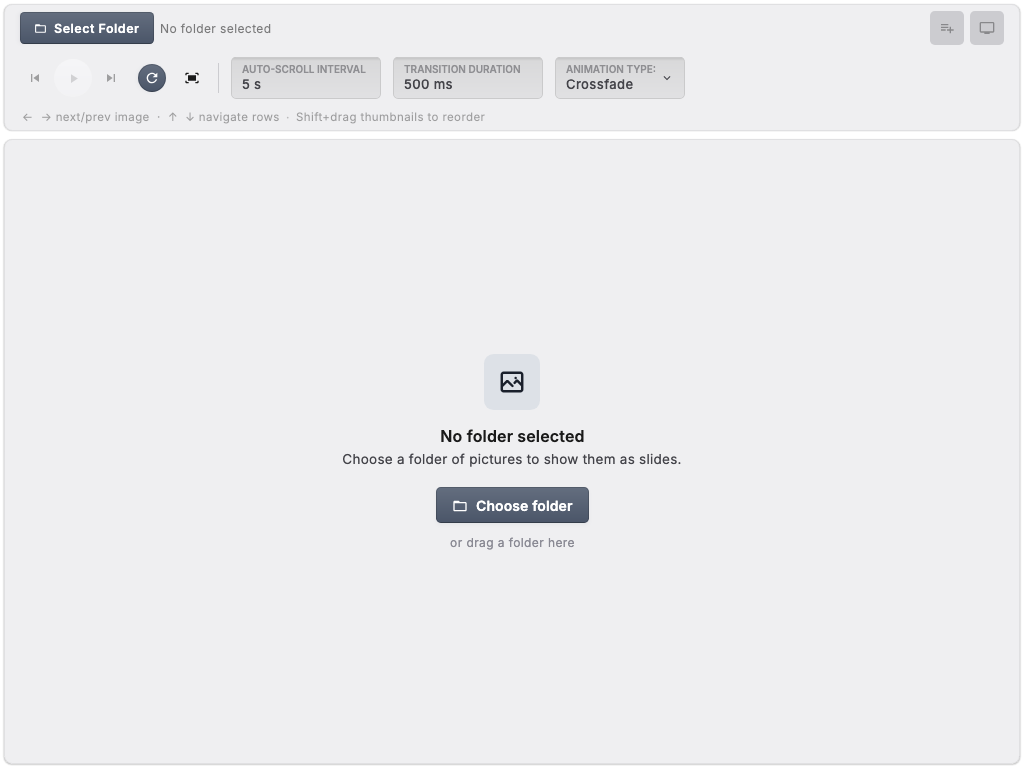 Select Folder
No folder selected
AUTO-SCROLL INTERVAL
5 s
TRANSITION DURATION
500 ms
ANIMATION TYPE:
Crossfade
← → next/prev image · ↑ ↓ navigate rows · Shift+drag thumbnails to reorder
No folder selected
Choose a folder of pictures to show them as slides.
Choose folder
or drag a folder here